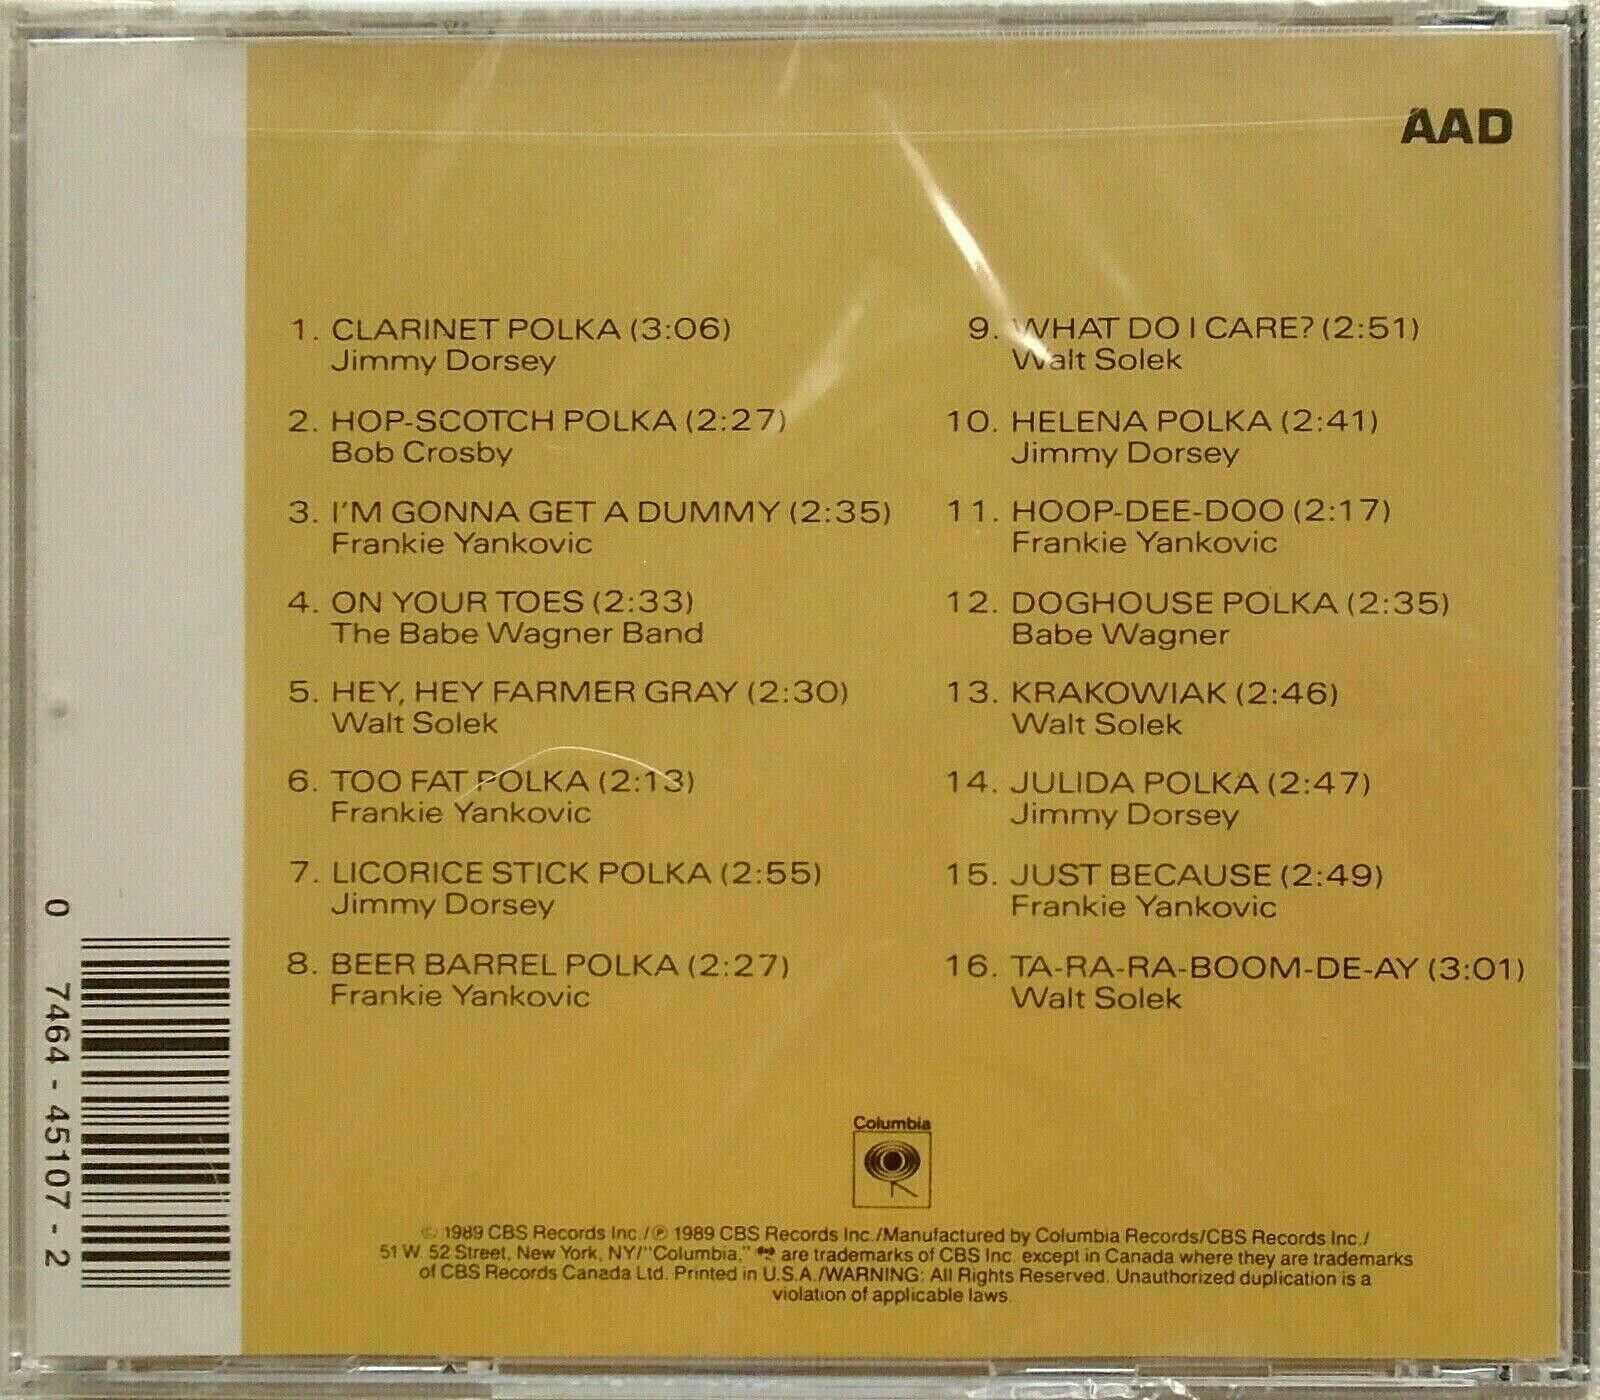 AAD
1. CLARINET POLKA (3:06)
Jimmy Dorsey
2. HOP-SCOTCH POLKA (2:27)
Bob Crosby
3. I'M GONNA GET A DUMMY (2:35)
Frankie Yankovic
4. ON YOUR TOES (2:33)
The Babe Wagner Band
5. HEY, HEY FARMER GRAY (2:30)
Walt Solek
6. TOO FAT POLKA (2:13)
Frankie Yankovic
7. LICORICE STICK POLKA (2:55)
Jimmy Dorsey
8. BEER BARREL POLKA (2:27)
Frankie Yankovic
9. WHAT DO I CARE? (2:51)
Walt Solek
10. HELENA POLKA (2:41)
Jimmy Dorsey
11. HOOP-DEE-DOO (2:17)
Frankie Yankovic
12. DOGHOUSE POLKA (2:35)
Babe Wagner
13. KRAKOWIAK (2:46)
Walt Solek
14. JULIDA POLKA (2:47)
Jimmy Dorsey
15. JUST BECAUSE (2:49)
Frankie Yankovic
16. TA-RA-RA-BOOM-DE-AY (3:01)
Walt Solek
0 7464-45107-2
Columbia
© 1989 CBS Records Inc./℗ 1989 CBS Records Inc./Manufactured by Columbia Records/CBS Records Inc./
51 W. 52 Street, New York, NY/"Columbia," are trademarks of CBS Inc. except in Canada where they are trademarks
of CBS Records Canada Ltd. Printed in U.S.A./WARNING: All Rights Reserved. Unauthorized duplication is a
violation of applicable laws.